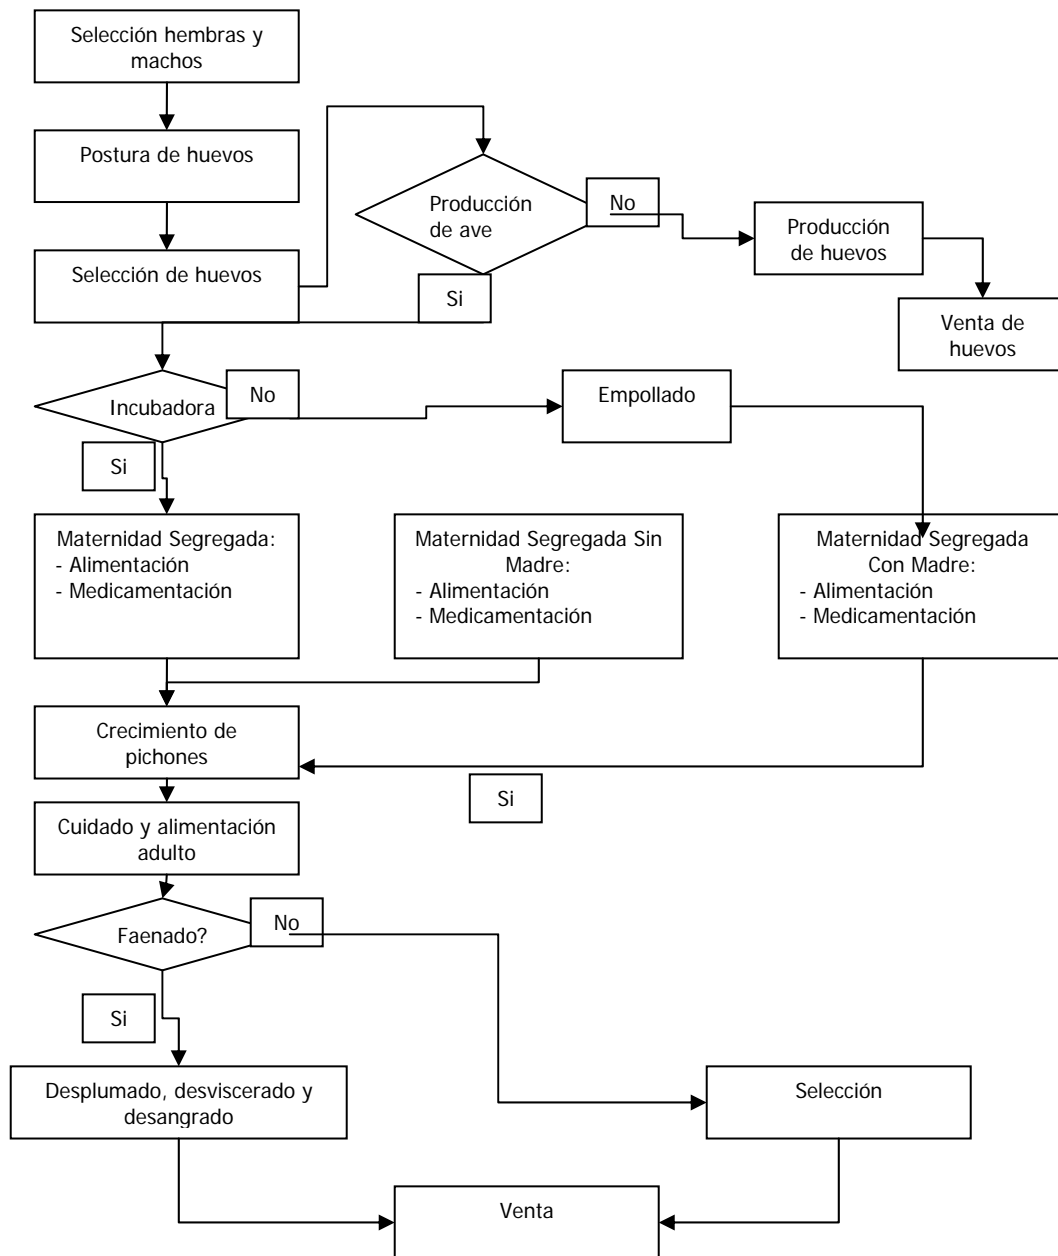 Selección hembras y
machos
Postura de huevos
Producción
de ave
No
Producción
de huevos
Selección de huevos
Si
Venta de
huevos
Incubadora
No
Empollado
Si
Maternidad Segregada:
- Alimentación
- Medicamentación
Maternidad Segregada Sin
Madre:
- Alimentación
- Medicamentación
Maternidad Segregada
Con Madre:
- Alimentación
- Medicamentación
Crecimiento de
pichones
Si
Cuidado y alimentación
adulto
Faenado?
No
Si
Desplumado, desviscerado y
desangrado
Selección
Venta